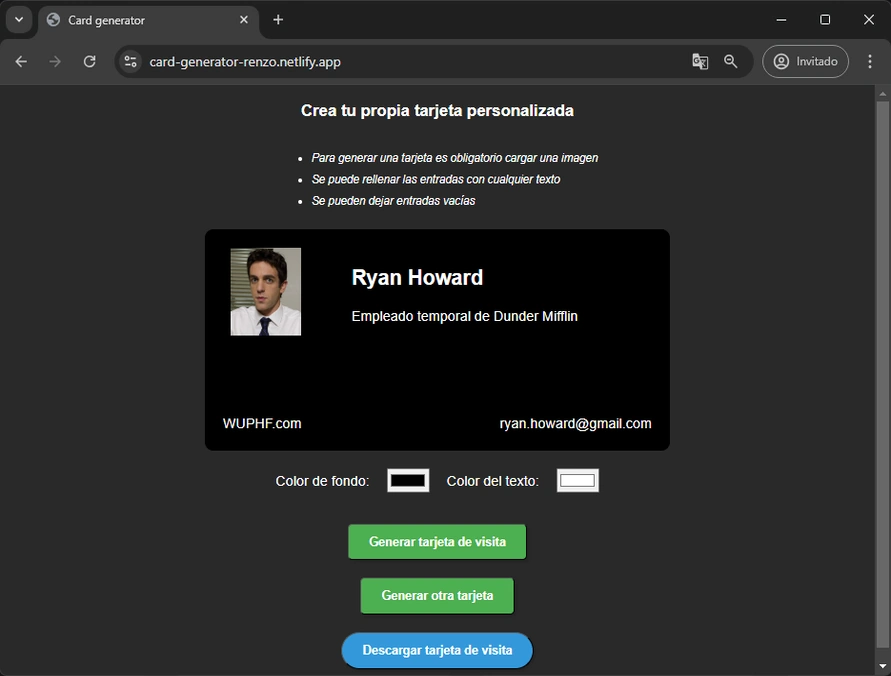 Card generator
card-generator-renzo.netlify.app
Invitado
Crea tu propia tarjeta personalizada
Para generar una tarjeta es obligatorio cargar una imagen
Se puede rellenar las entradas con cualquier texto
Se pueden dejar entradas vacías
Ryan Howard
Empleado temporal de Dunder Mifflin
WUPHF.com
ryan.howard@gmail.com
Color de fondo:
Color del texto:
Generar tarjeta de visita
Generar otra tarjeta
Descargar tarjeta de visita